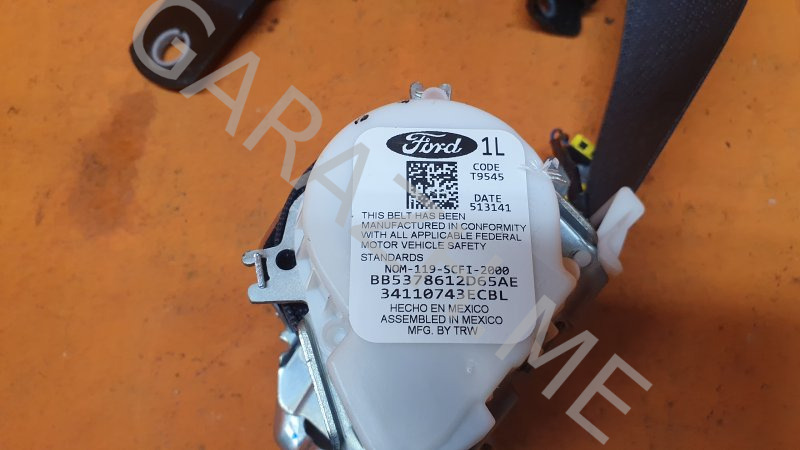 Ford 1L
CODE
T9545
DATE
513141
THIS BELT HAS BEEN
MANUFACTURED IN CONFORMITY
WITH ALL APPLICABLE FEDERAL
MOTOR VEHICLE SAFETY
STANDARDS
NOM-119-SCFI-2000
BB5378612D65AE
34110743ECBL
HECHO EN MEXICO
ASSEMBLED IN MEXICO
MFG. BY TRW